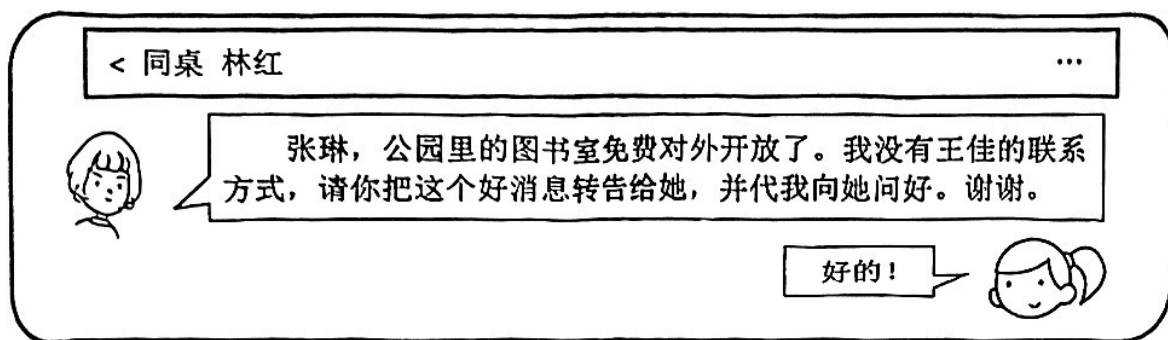 < 同桌 林红 …
张琳，公园里的图书室免费对外开放了。我没有王佳的联系
方式，请你把这个好消息转告给她，并代我向她问好。谢谢。
好的！